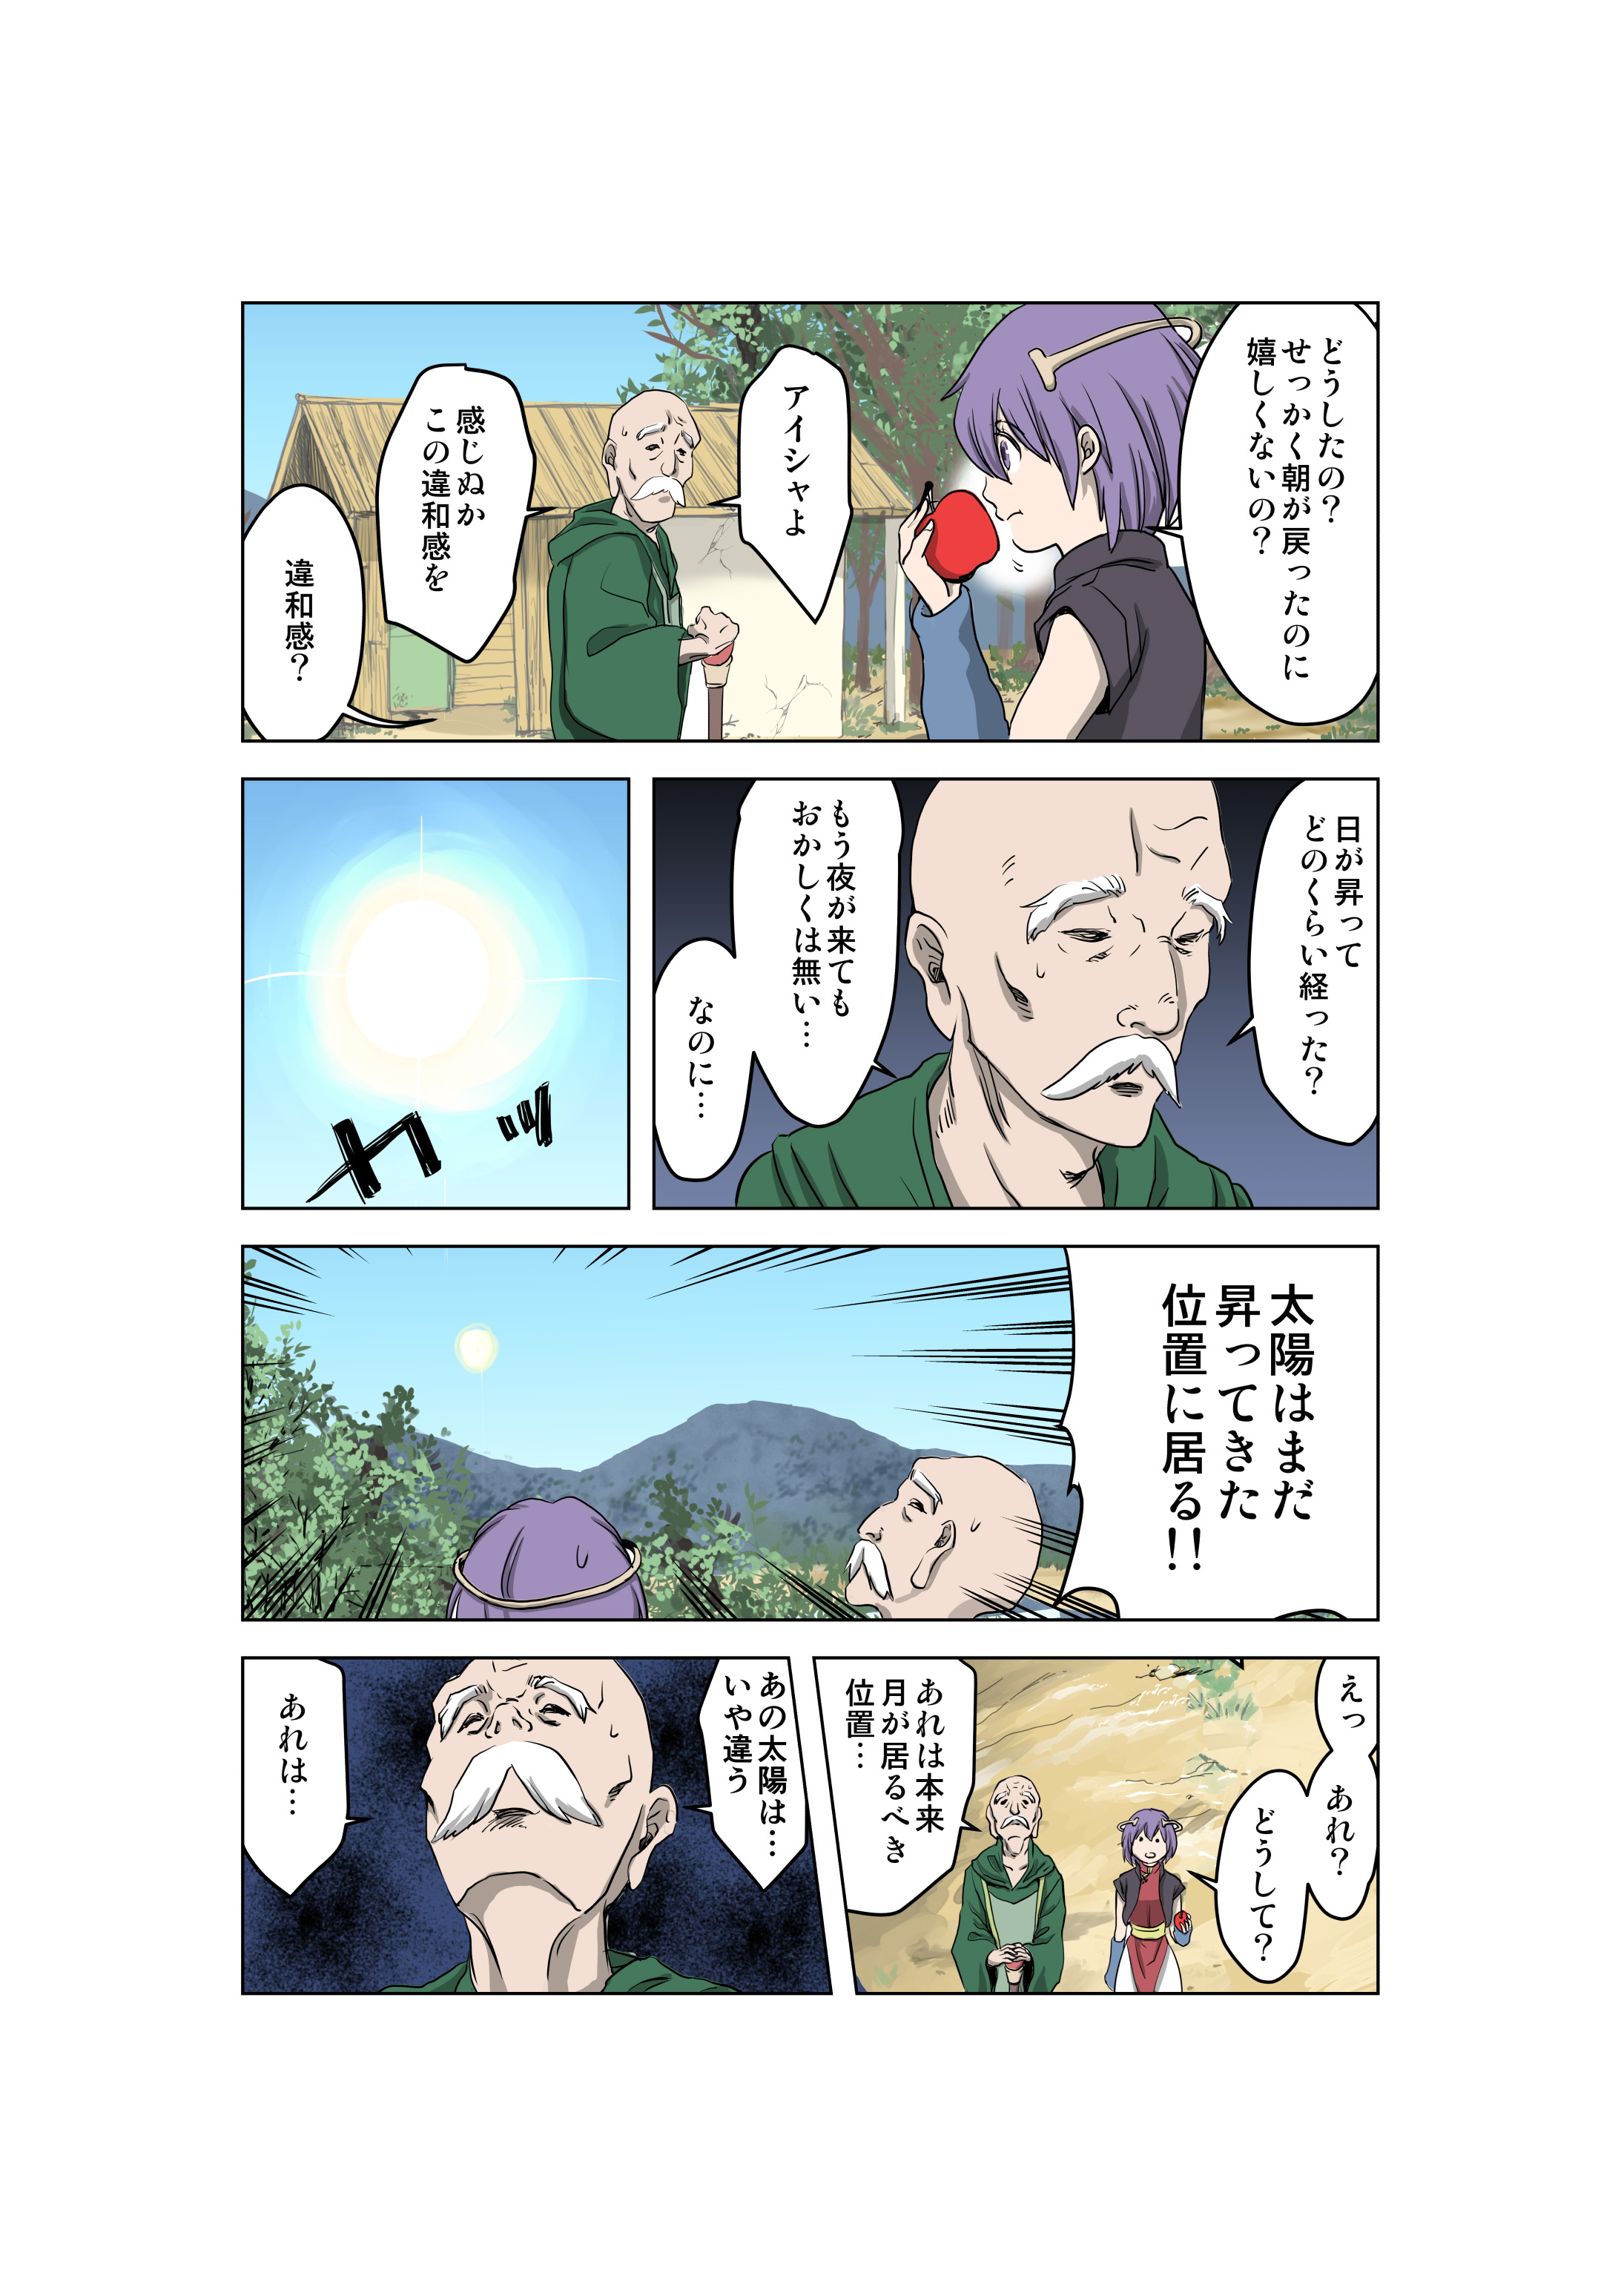 どうしたの？
せっかく朝が戻ったのに
嬉しくないの？
アイシャよ
感じぬか
この違和感を
違和感？
日が昇って
どのくらい経った？
もう夜が来ても
おかしくは無い…
なのに…
カッ
太陽はまだ
昇ってきた
位置に居る！！
えっ
あれ？
どうして？
あれは本来
月が居るべき
位置…
あの太陽は…
いや違う
あれは…